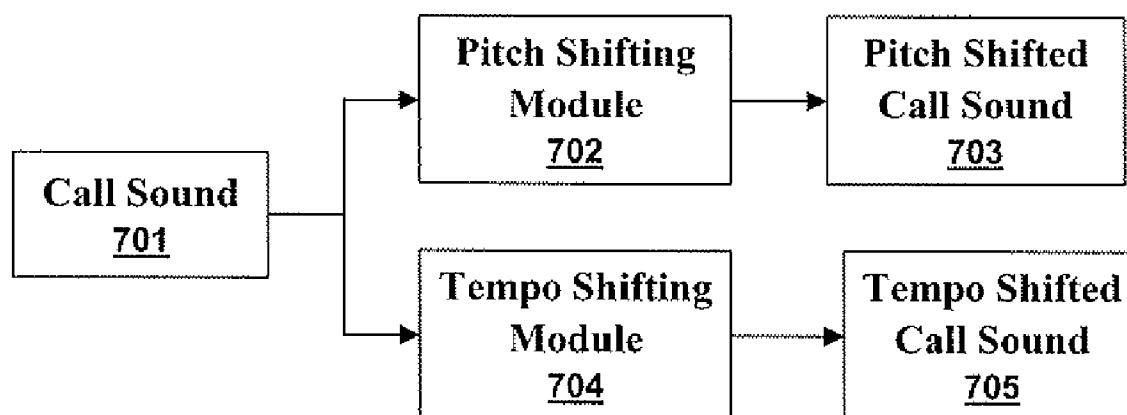 Call Sound
701
Pitch Shifting
Module
702
Pitch Shifted
Call Sound
703
Tempo Shifting
Module
704
Tempo Shifted
Call Sound
705